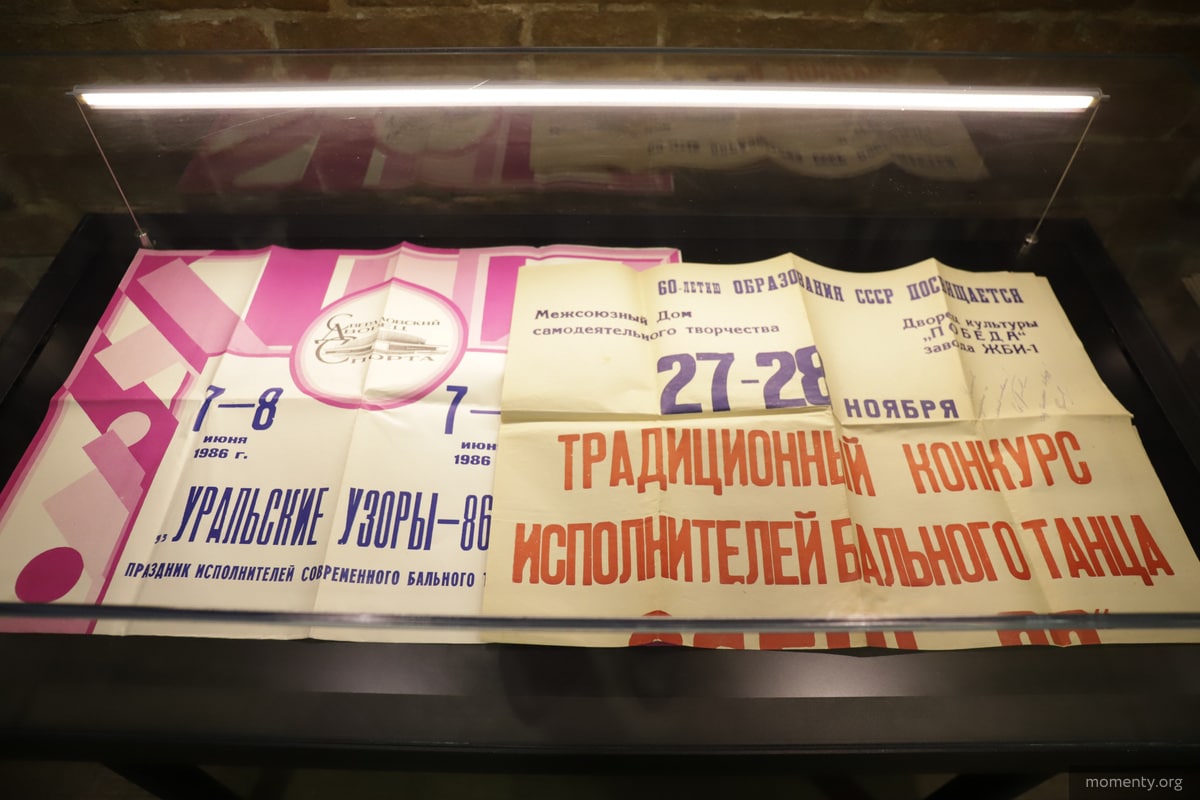 Свердловский
Дворец
Спорта
7—8
июня
1986 г.
7—
июн
1986
„УРАЛЬСКИЕ УЗОРЫ—86
ПРАЗДНИК ИСПОЛНИТЕЛЕЙ СОВРЕМЕННОГО БАЛЬНОГО
60-ЛЕТИЮ ОБРАЗОВАНИЯ СССР ПОСВЯЩАЕТСЯ
Межсоюзный Дом
самодеятельного творчества
Дворец культуры
„ПОБЕДА“
завода ЖБИ-1
27-28
НОЯБРЯ
ТРАДИЦИОННЫЙ КОНКУРС
ИСПОЛНИТЕЛЕЙ БАЛЬНОГО ТАНЦА
momenty.org